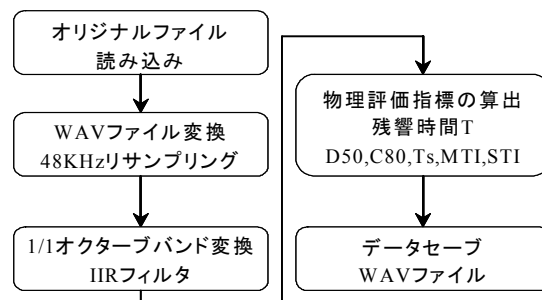 オリジナルファイル
読み込み
WAVファイル変換
48KHzリサンプリング
1/1オクターブバンド変換
IIRフィルタ
物理評価指標の算出
残響時間T
D50,C80,Ts,MTI,STI
データセーブ
WAVファイル